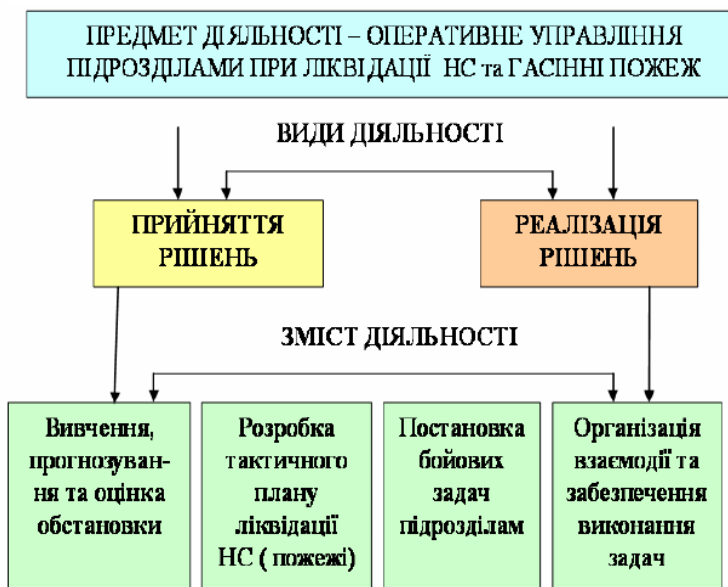 ПРЕДМЕТ ДІЯЛЬНОСТІ – ОПЕРАТИВНЕ УПРАВЛІННЯ
ПІДРОЗДІЛАМИ ПРИ ЛІКВІДАЦІЇ НС та ГАСІННІ ПОЖЕЖ
ВИДИ ДІЯЛЬНОСТІ
ПРИЙНЯТТЯ
РІШЕНЬ
РЕАЛІЗАЦІЯ
РІШЕНЬ
ЗМІСТ ДІЯЛЬНОСТІ
Вивчення,
прогнозуван-
ня та оцінка
обстановки
Розробка
тактичного
плану
ліквідації
НС ( пожежі)
Постановка
бойових
задач
підрозділам
Організація
взаємодії та
забезпечення
виконання
задач